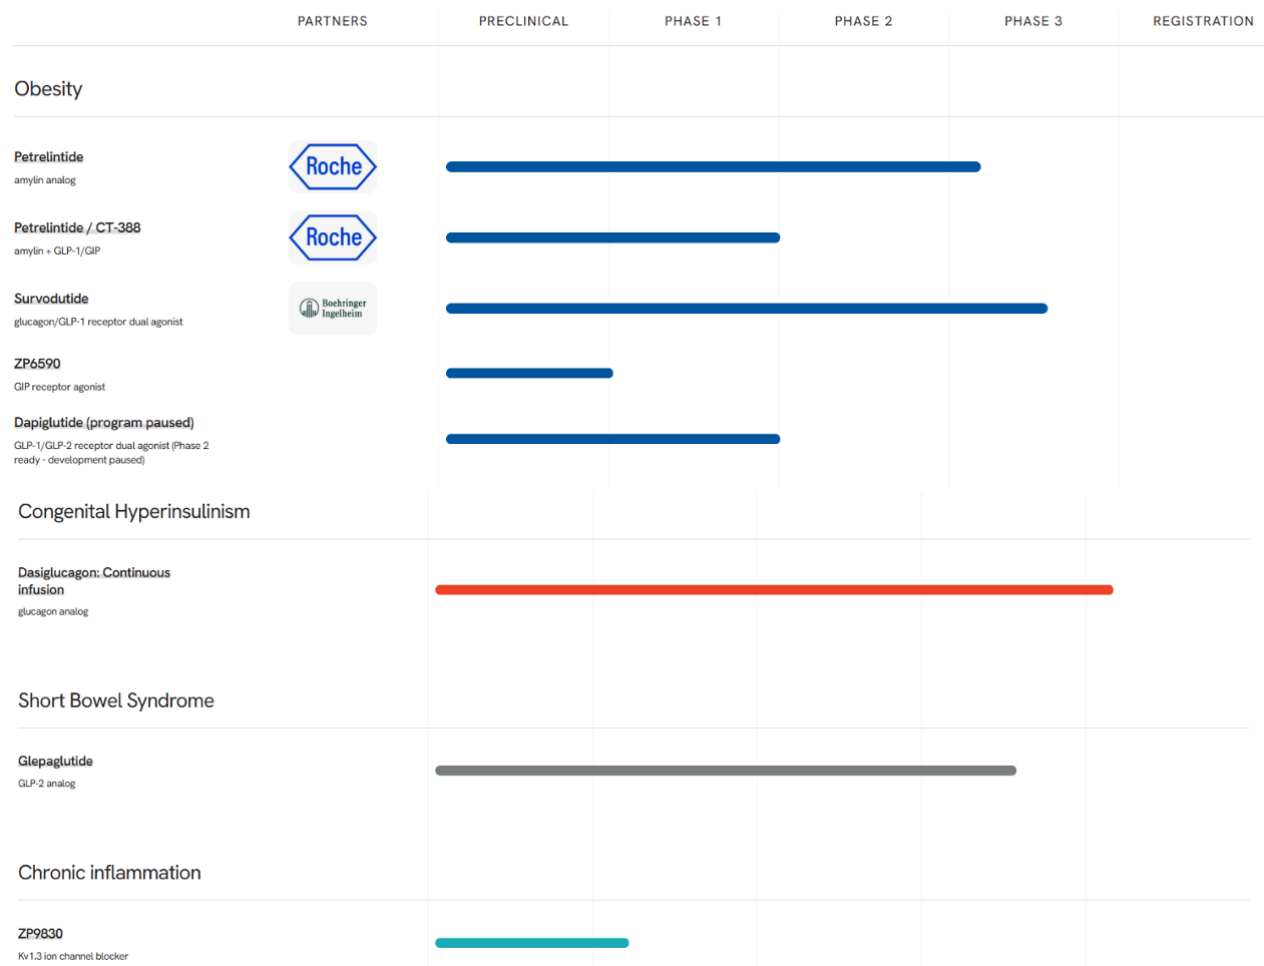 PARTNERS PRECLINICAL PHASE 1 PHASE 2 PHASE 3 REGISTRATION
Obesity
Petrelintide
amylin analog
Roche
Petrelintide / CT-388
amylin + GLP-1/GIP
Roche
Survodutide
glucagon/GLP-1 receptor dual agonist
Boehringer
Ingelheim
ZP6590
GIP receptor agonist
Dapiglutide (program paused)
GLP-1/GLP-2 receptor dual agonist (Phase 2
ready - development paused)
Congenital Hyperinsulinism
Dasiglucagon: Continuous
infusion
glucagon analog
Short Bowel Syndrome
Glepaglutide
GLP-2 analog
Chronic inflammation
ZP9830
Kv1.3 ion channel blocker